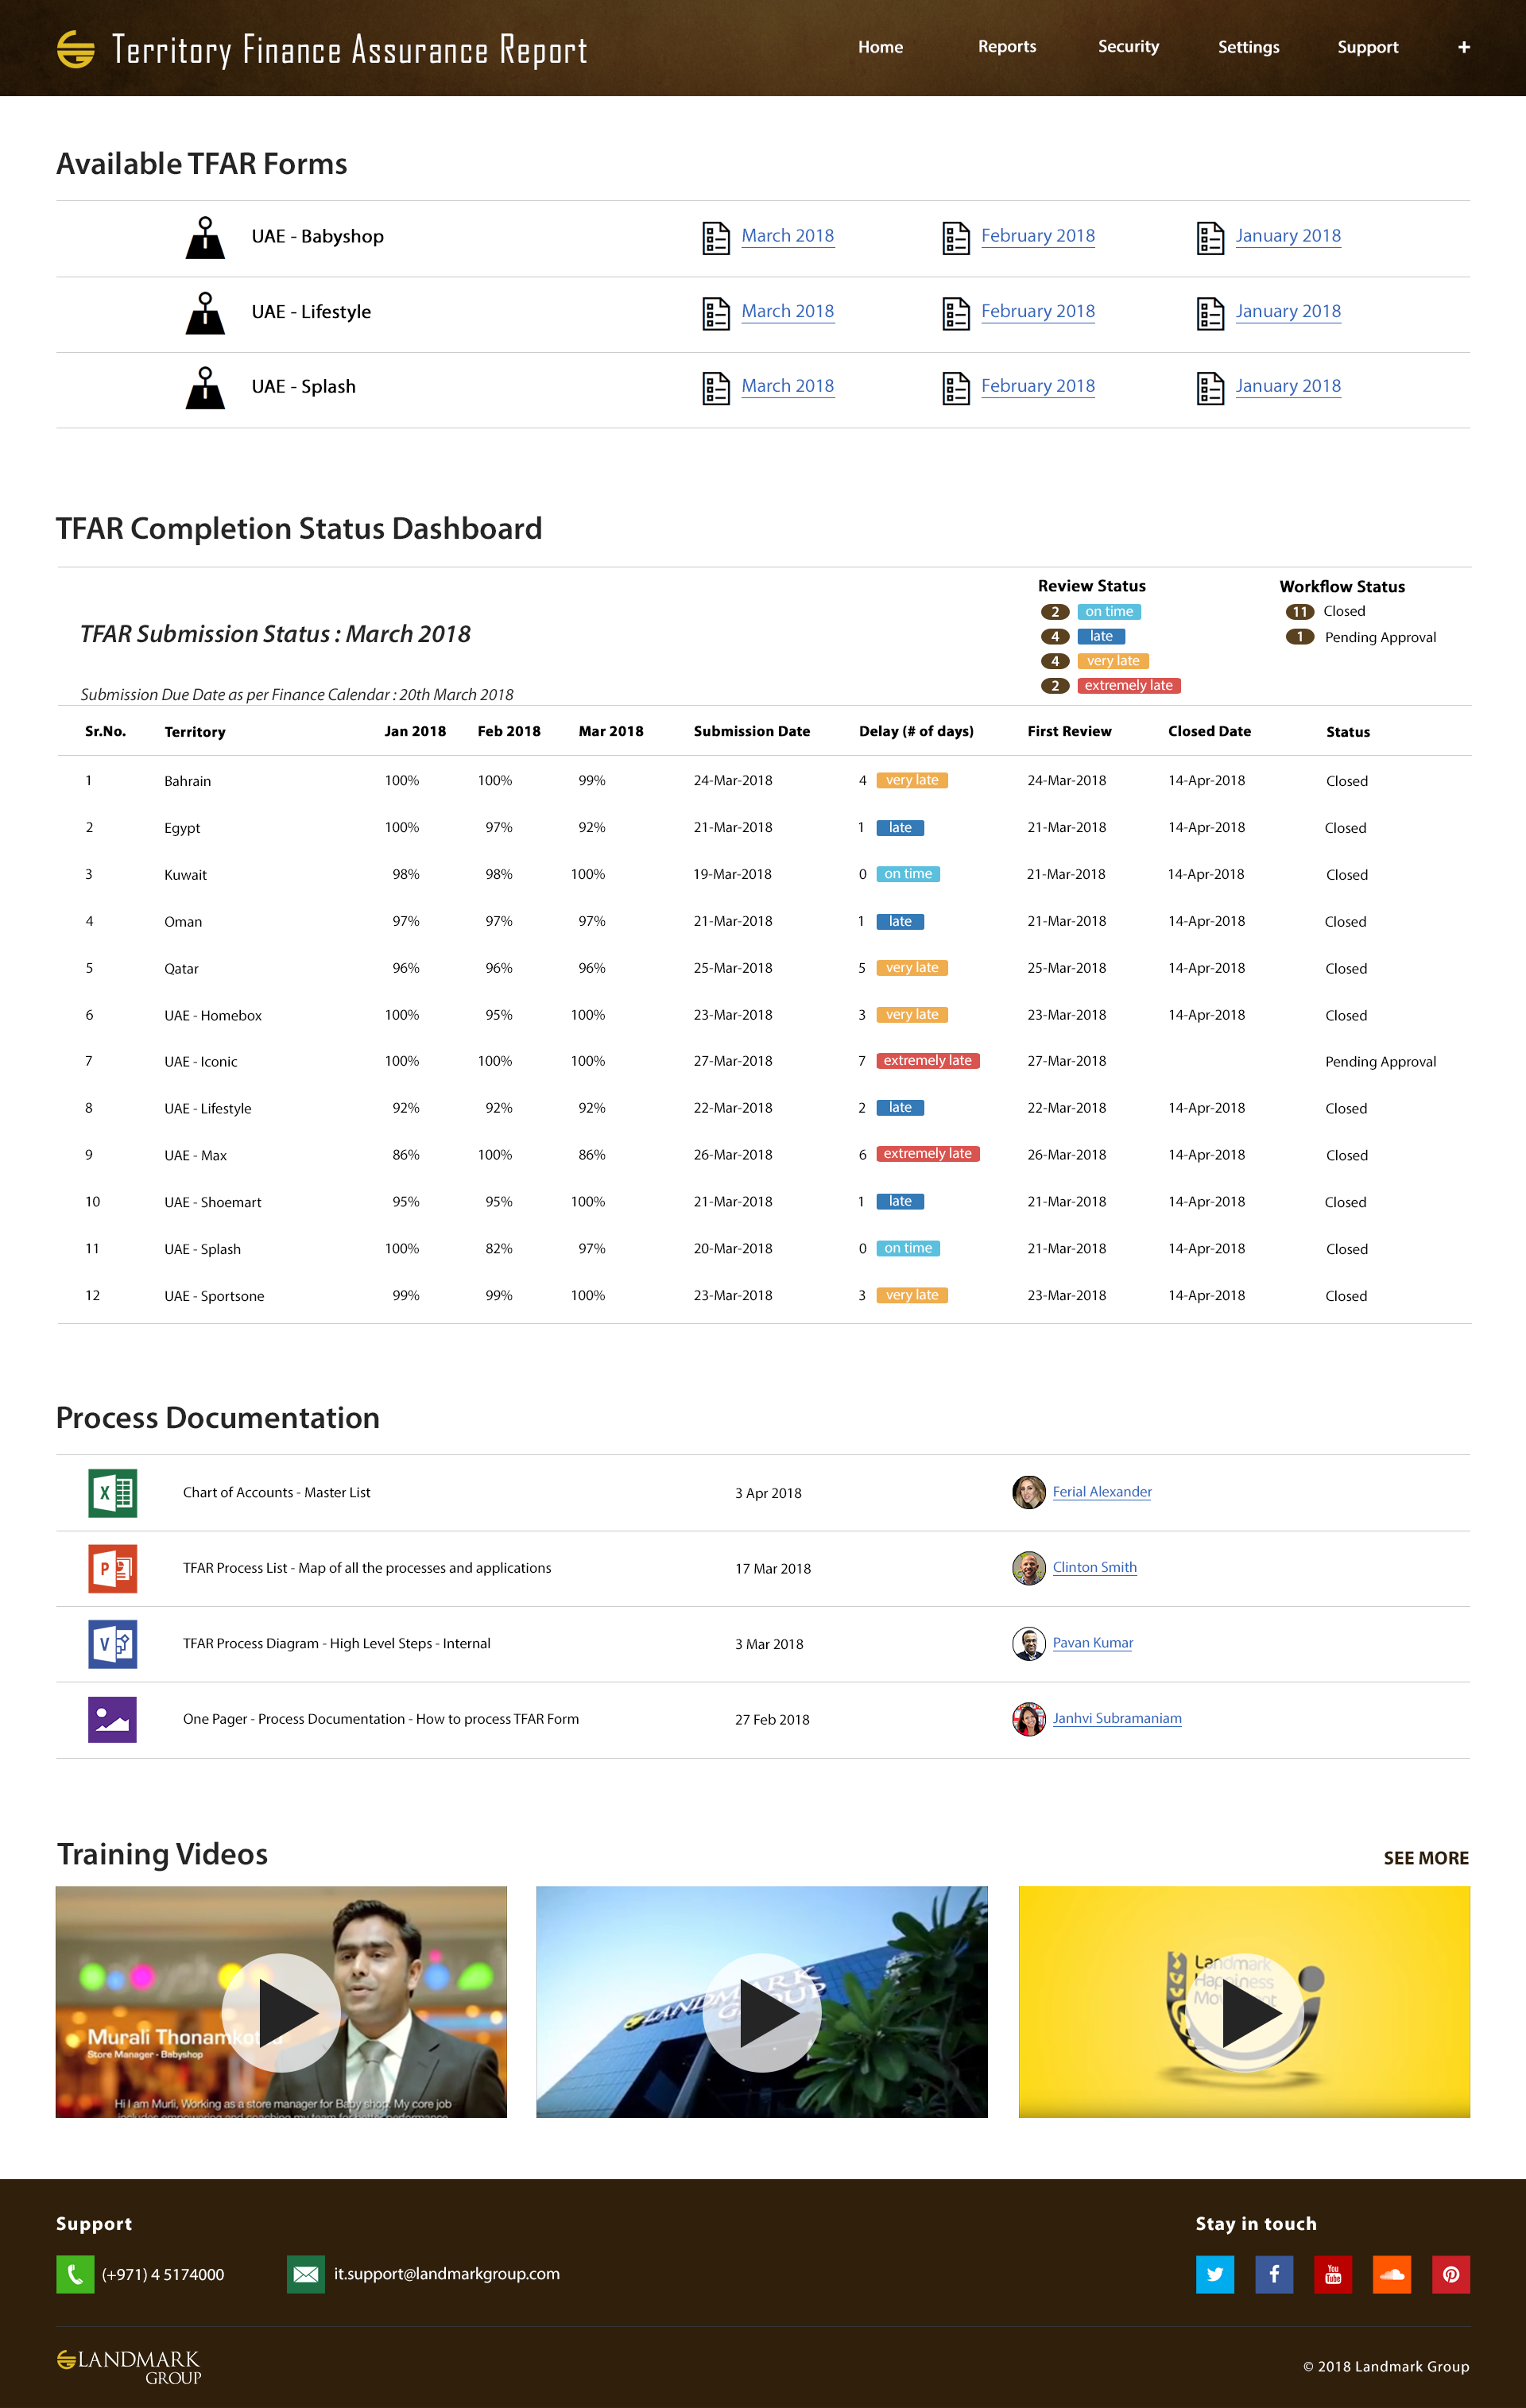 Territory Finance Assurance Report
Home Reports Security Settings Support +
Available TFAR Forms
UAE - Babyshop March 2018 February 2018 January 2018
UAE - Lifestyle March 2018 February 2018 January 2018
UAE - Splash March 2018 February 2018 January 2018
TFAR Completion Status Dashboard
TFAR Submission Status : March 2018
Submission Due Date as per Finance Calendar : 20th March 2018
Review Status
2 on time
4 late
4 very late
2 extremely late
Workflow Status
11 Closed
1 Pending Approval
Sr.No. Territory Jan 2018 Feb 2018 Mar 2018 Submission Date Delay (# of days) First Review Closed Date Status
1 Bahrain 100% 100% 99% 24-Mar-2018 4 very late 24-Mar-2018 14-Apr-2018 Closed
2 Egypt 100% 97% 92% 21-Mar-2018 1 late 21-Mar-2018 14-Apr-2018 Closed
3 Kuwait 98% 98% 100% 19-Mar-2018 0 on time 21-Mar-2018 14-Apr-2018 Closed
4 Oman 97% 97% 97% 21-Mar-2018 1 late 21-Mar-2018 14-Apr-2018 Closed
5 Qatar 96% 96% 96% 25-Mar-2018 5 very late 25-Mar-2018 14-Apr-2018 Closed
6 UAE - Homebox 100% 95% 100% 23-Mar-2018 3 very late 23-Mar-2018 14-Apr-2018 Closed
7 UAE - Iconic 100% 100% 100% 27-Mar-2018 7 extremely late 27-Mar-2018 Pending Approval
8 UAE - Lifestyle 92% 92% 92% 22-Mar-2018 2 late 22-Mar-2018 14-Apr-2018 Closed
9 UAE - Max 86% 100% 86% 26-Mar-2018 6 extremely late 26-Mar-2018 14-Apr-2018 Closed
10 UAE - Shoemart 95% 95% 100% 21-Mar-2018 1 late 21-Mar-2018 14-Apr-2018 Closed
11 UAE - Splash 100% 82% 97% 20-Mar-2018 0 on time 21-Mar-2018 14-Apr-2018 Closed
12 UAE - Sportsone 99% 99% 100% 23-Mar-2018 3 very late 23-Mar-2018 14-Apr-2018 Closed
Process Documentation
Chart of Accounts - Master List 3 Apr 2018 Ferial Alexander
TFAR Process List - Map of all the processes and applications 17 Mar 2018 Clinton Smith
TFAR Process Diagram - High Level Steps - Internal 3 Mar 2018 Pavan Kumar
One Pager - Process Documentation - How to process TFAR Form 27 Feb 2018 Janhvi Subramaniam
Training Videos
SEE MORE
Murali
Store Manager - Babyshop
Hi I am Murli, Working as a store manager for Baby shop. My core job
includes empowering and coaching my team for performance
LANDMARK
GROUP
Landmark
Happiness
Movement
Support
(+971) 4 5174000 it.support@landmarkgroup.com
Stay in touch
You
Tube
LANDMARK
GROUP
© 2018 Landmark Group